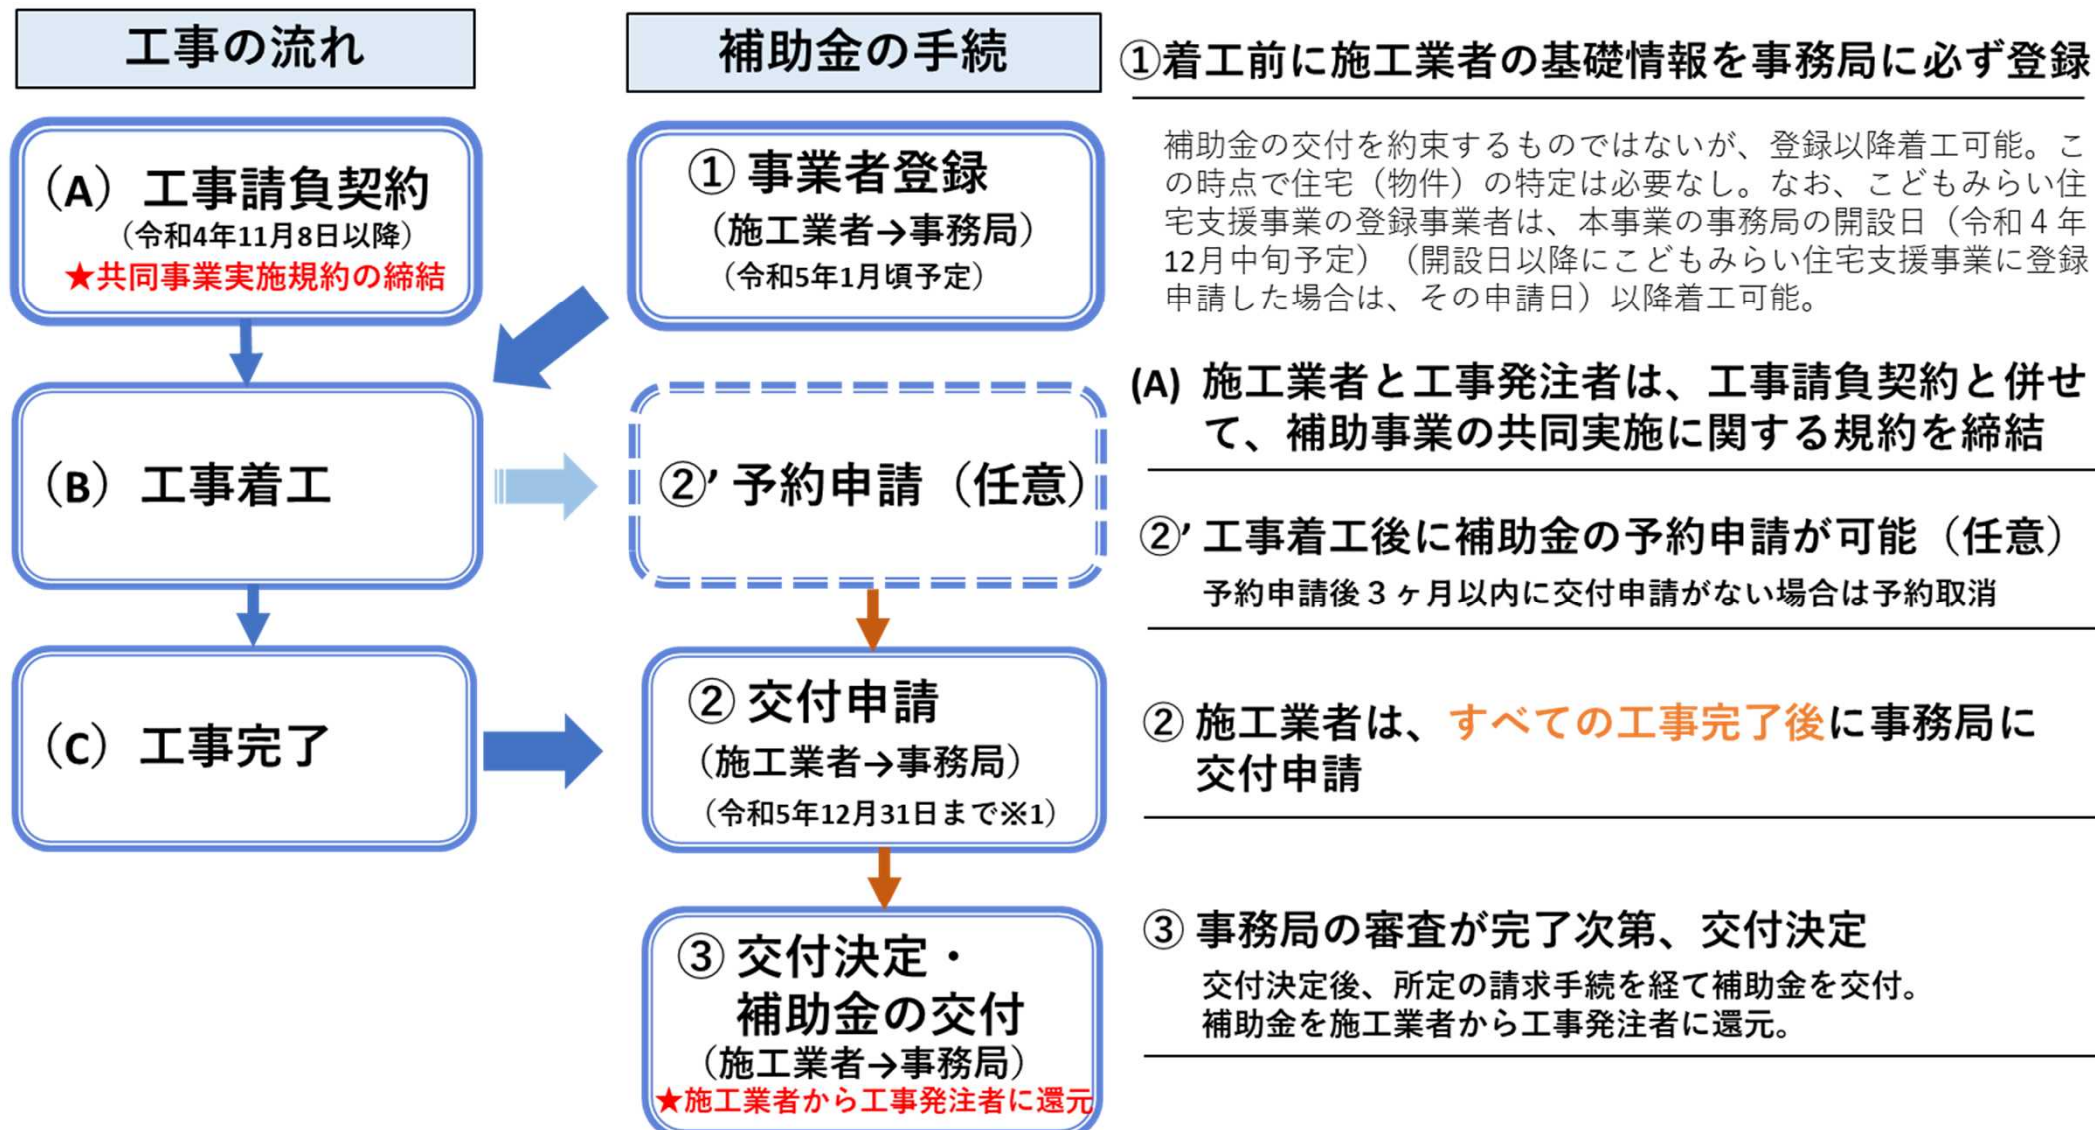 工事の流れ
(A) 工事請負契約
(令和4年11月8日以降)
★共同事業実施規約の締結
(B) 工事着工
(C) 工事完了
補助金の手続
① 事業者登録
(施工業者→事務局)
(令和5年1月頃予定)
②’ 予約申請（任意）
② 交付申請
(施工業者→事務局)
(令和5年12月31日まで※1)
③ 交付決定・
補助金の交付
(施工業者→事務局)
★施工業者から工事発注者に還元
①着工前に施工業者の基礎情報を事務局に必ず登録
補助金の交付を約束するものではないが、登録以降着工可能。こ
の時点で住宅（物件）の特定は必要なし。なお、こどもみらい住
宅支援事業の登録事業者は、本事業の事務局の開設日（令和４年
12月中旬予定）（開設日以降にこどもみらい住宅支援事業に登録
申請した場合は、その申請日）以降着工可能。
(A) 施工業者と工事発注者は、工事請負契約と併せ
て、補助事業の共同実施に関する規約を締結
②’ 工事着工後に補助金の予約申請が可能（任意）
予約申請後３ヶ月以内に交付申請がない場合は予約取消
② 施工業者は、すべての工事完了後に事務局に
交付申請
③ 事務局の審査が完了次第、交付決定
交付決定後、所定の請求手続を経て補助金を交付。
補助金を施工業者から工事発注者に還元。